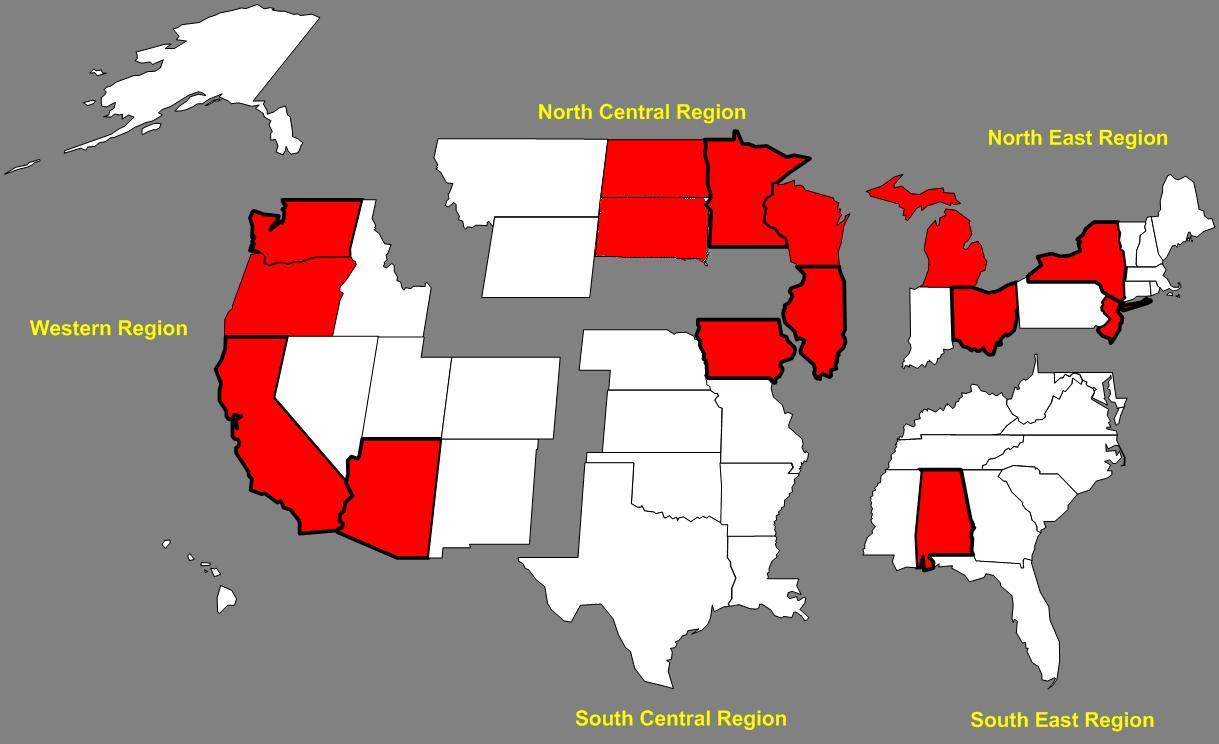 North Central Region
North East Region
Western Region
South Central Region
South East Region